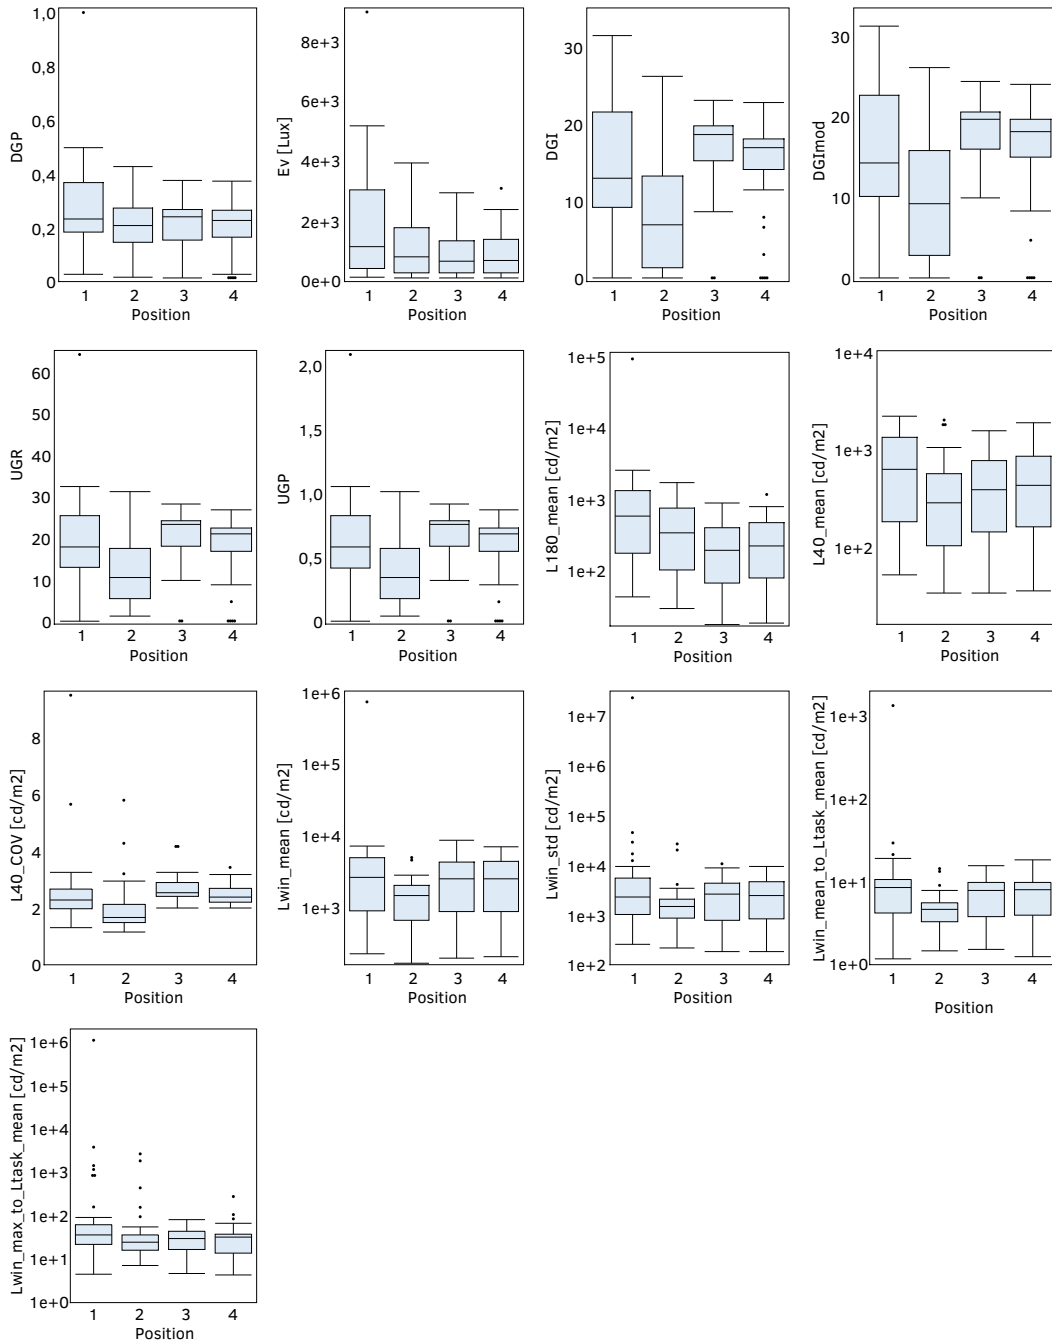 DGP
1,0
0,8
0,6
0,4
0,2
0
1 2 3 4
Position
Ev [Lux]
8e+3
6e+3
4e+3
2e+3
0e+0
1 2 3 4
Position
DGI
30
20
10
0
1 2 3 4
Position
DGImod
30
20
10
0
1 2 3 4
Position
UGR
60
50
40
30
20
10
0
1 2 3 4
Position
UGP
2,0
1,5
1,0
0,5
0
1 2 3 4
Position
L180_mean [cd/m2]
1e+5
1e+4
1e+3
1e+2
1 2 3 4
Position
L40_mean [cd/m2]
1e+4
1e+3
1e+2
1 2 3 4
Position
L40_COV [cd/m2]
8
6
4
2
0
1 2 3 4
Position
Lwin_mean [cd/m2]
1e+6
1e+5
1e+4
1e+3
1 2 3 4
Position
Lwin_std [cd/m2]
1e+7
1e+6
1e+5
1e+4
1e+3
1e+2
1 2 3 4
Position
Lwin_mean_to_Ltask_mean [cd/m2]
1e+3
1e+2
1e+1
1e+0
1 2 3 4
Position
Lwin_max_to_Ltask_mean [cd/m2]
1e+6
1e+5
1e+4
1e+3
1e+2
1e+1
1e+0
1 2 3 4
Position